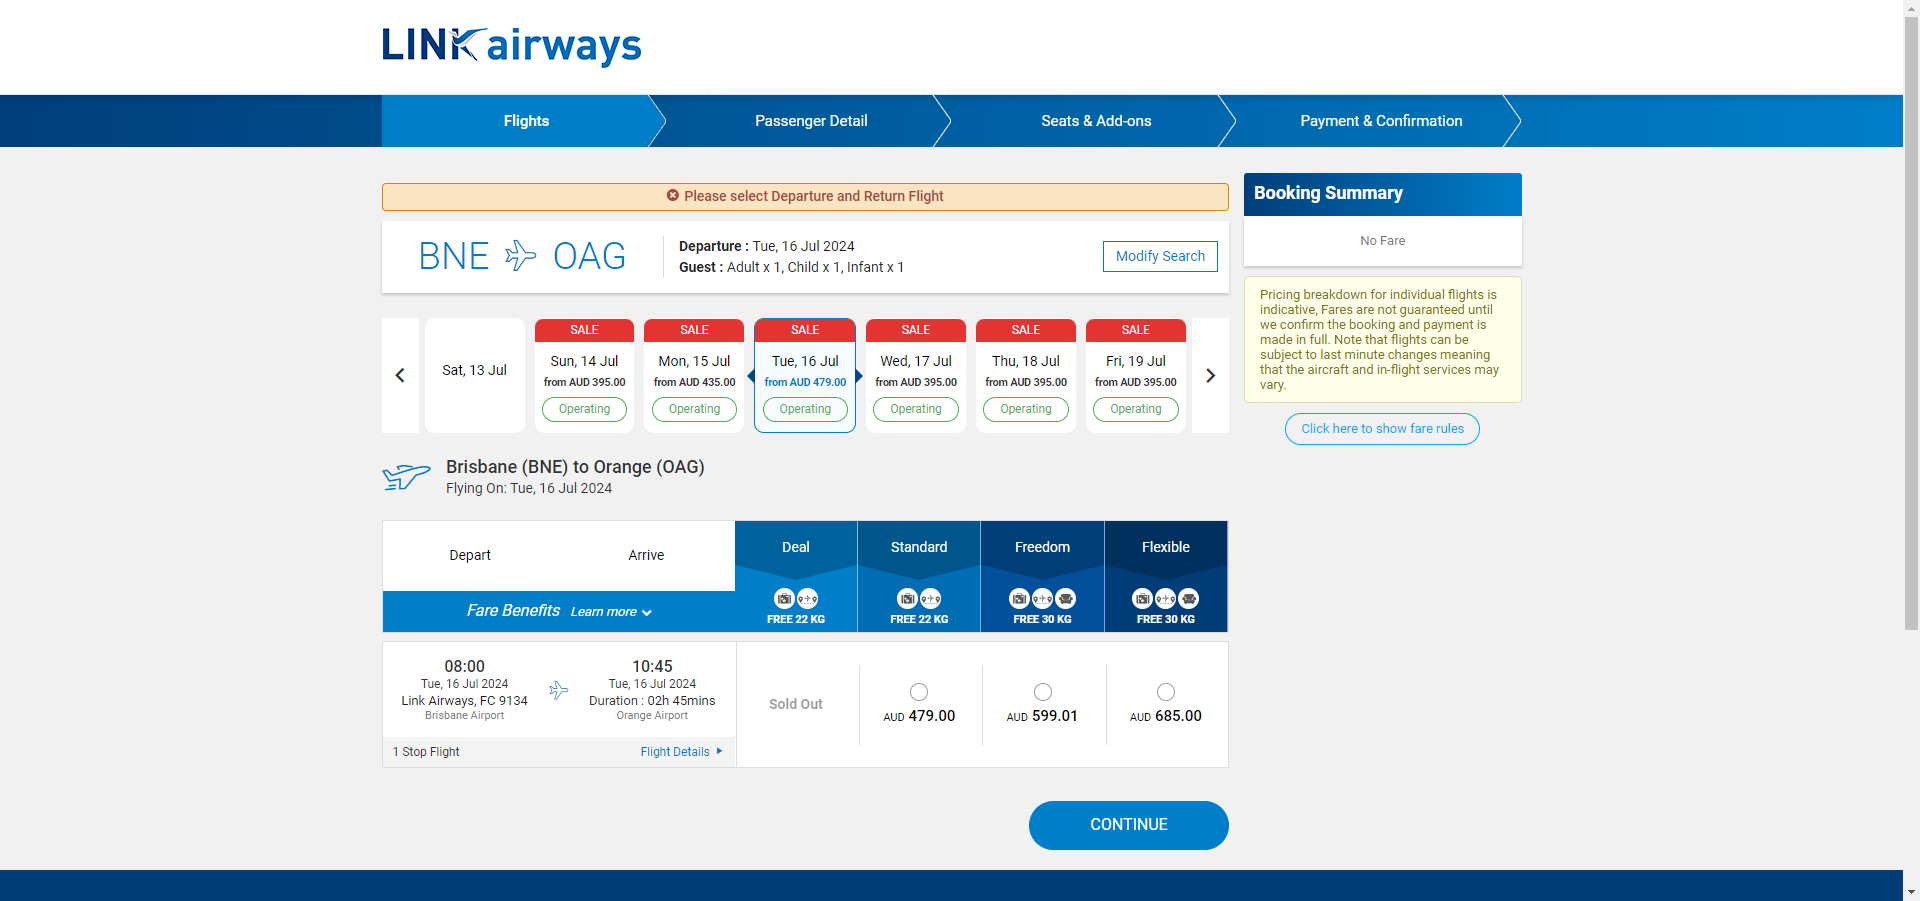 LINK airways
Flights
Passenger Detail
Seats & Add-ons
Payment & Confirmation
Please select Departure and Return Flight
BNE OAG
Departure : Tue, 16 Jul 2024
Guest : Adult x 1, Child x 1, Infant x 1
Modify Search
Sat, 13 Jul
SALE
Sun, 14 Jul
from AUD 395.00
Operating
SALE
Mon, 15 Jul
from AUD 435.00
Operating
SALE
Tue, 16 Jul
from AUD 479.00
Operating
SALE
Wed, 17 Jul
from AUD 395.00
Operating
SALE
Thu, 18 Jul
from AUD 395.00
Operating
SALE
Fri, 19 Jul
from AUD 395.00
Operating
Brisbane (BNE) to Orange (OAG)
Flying On: Tue, 16 Jul 2024
Depart
Arrive
Fare Benefits Learn more
Deal
FREE 22 KG
Standard
FREE 22 KG
Freedom
FREE 30 KG
Flexible
FREE 30 KG
08:00
Tue, 16 Jul 2024
Link Airways, FC 9134
Brisbane Airport
10:45
Tue, 16 Jul 2024
Duration : 02h 45mins
Orange Airport
1 Stop Flight
Flight Details
Sold Out
AUD 479.00
AUD 599.01
AUD 685.00
CONTINUE
Booking Summary
No Fare
Pricing breakdown for individual flights is
indicative, Fares are not guaranteed until
we confirm the booking and payment is
made in full. Note that flights can be
subject to last minute changes meaning
that the aircraft and in-flight services may
vary.
Click here to show fare rules